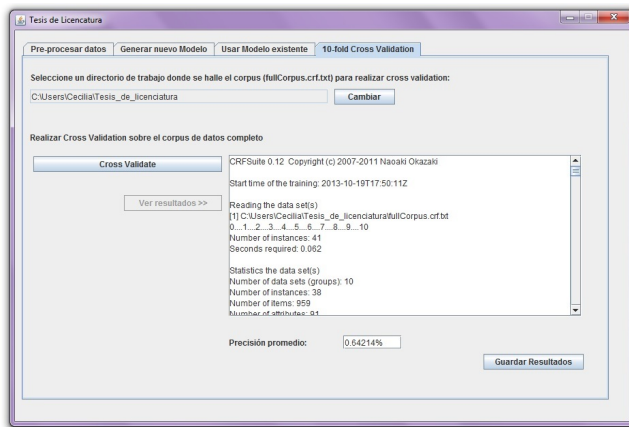 Tesis de Licencatura
Pre-procesar datos Generar nuevo Modelo Usar Modelo existente 10-fold Cross Validation
Seleccione un directorio de trabajo donde se halle el corpus (fullCorpus.crf.txt) para realizar cross validation:
C:\Users\Cecilia\Tesis_de_licenciatura Cambiar
Realizar Cross Validation sobre el corpus de datos completo
Cross Validate
Ver resultados >>
CRFSuite 0.12 Copyright (c) 2007-2011 Naoaki Okazaki
Start time of the training: 2013-10-19T17:50:11Z
Reading the data set(s)
[1] C:\Users\Cecilia\Tesis_de_licenciatura\fullCorpus.crf.txt
0....1....2....3....4....5....6....7....8....9....10
Number of instances: 41
Seconds required: 0.062
Statistics the data set(s)
Number of data sets (groups): 10
Number of instances: 38
Number of items: 959
Number of attributes: 91
Precisión promedio: 0.64214%
Guardar Resultados